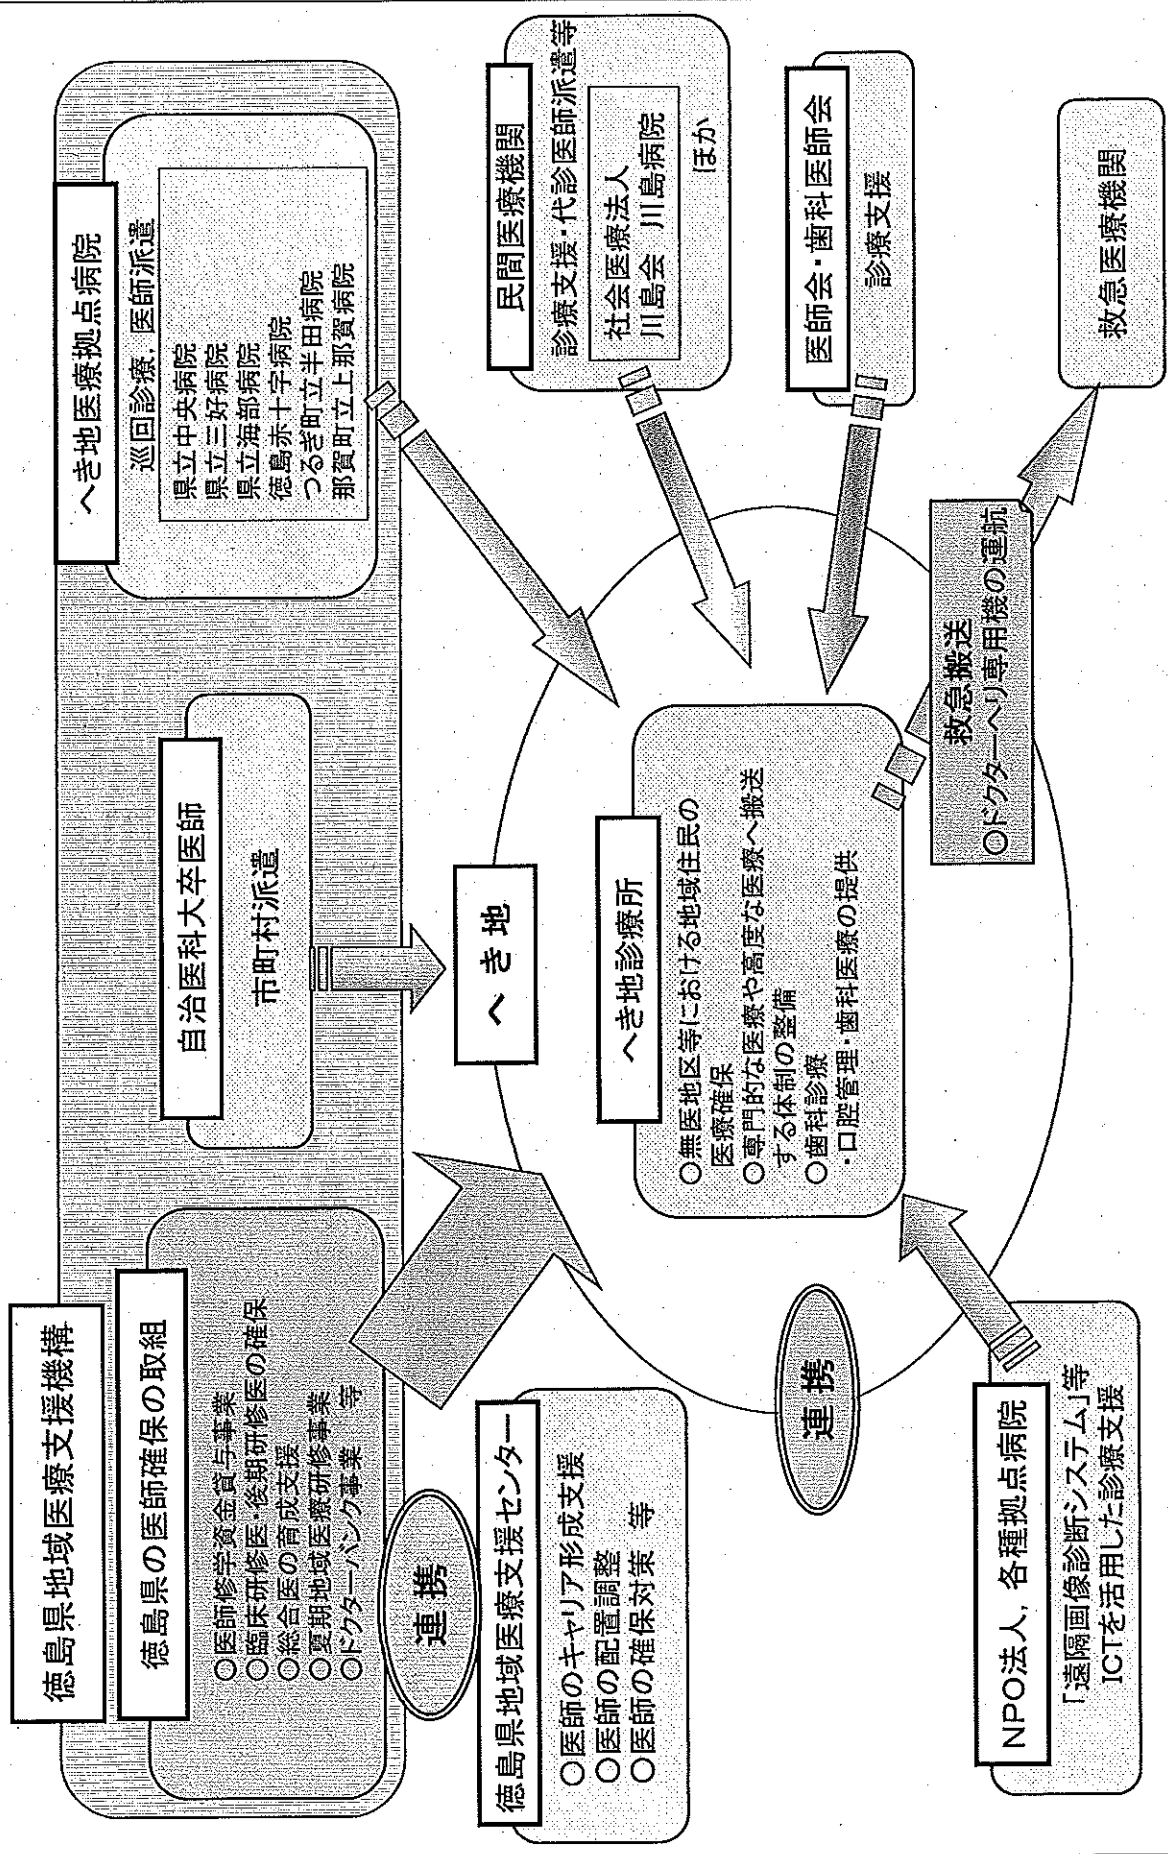 徳島県地域医療支援機構
徳島県の医師確保の取組
○医師修学資金貸与事業
○臨床研修医・後期研修医の確保
○総合医の育成支援
○夏期地域医療研修事業
○ドクターバンク事業 等
自治医科大卒医師
市町村派遣
へき地医療拠点病院
巡回診療，医師派遣
県立中央病院
県立三好病院
県立海部病院
徳島赤十字病院
つるぎ町立半田病院
那賀町立上那賀病院
連携
徳島県地域医療支援センター
○医師のキャリア形成支援
○医師の配置調整
○医師の確保対策 等
へき地
へき地診療所
○無医地区等における地域住民の
医療確保
○専門的な医療や高度な医療へ搬送
する体制の整備
○歯科診療
・口腔管理・歯科医療の提供
民間医療機関
診療支援・代診医師派遣等
社会医療法人
川島会 川島病院
ほか
医師会・歯科医師会
診療支援
連携
NPO法人，各種拠点病院
「遠隔画像診断システム」等
ICTを活用した診療支援
救急搬送
○ドクターヘリ専用機の運航
救急医療機関